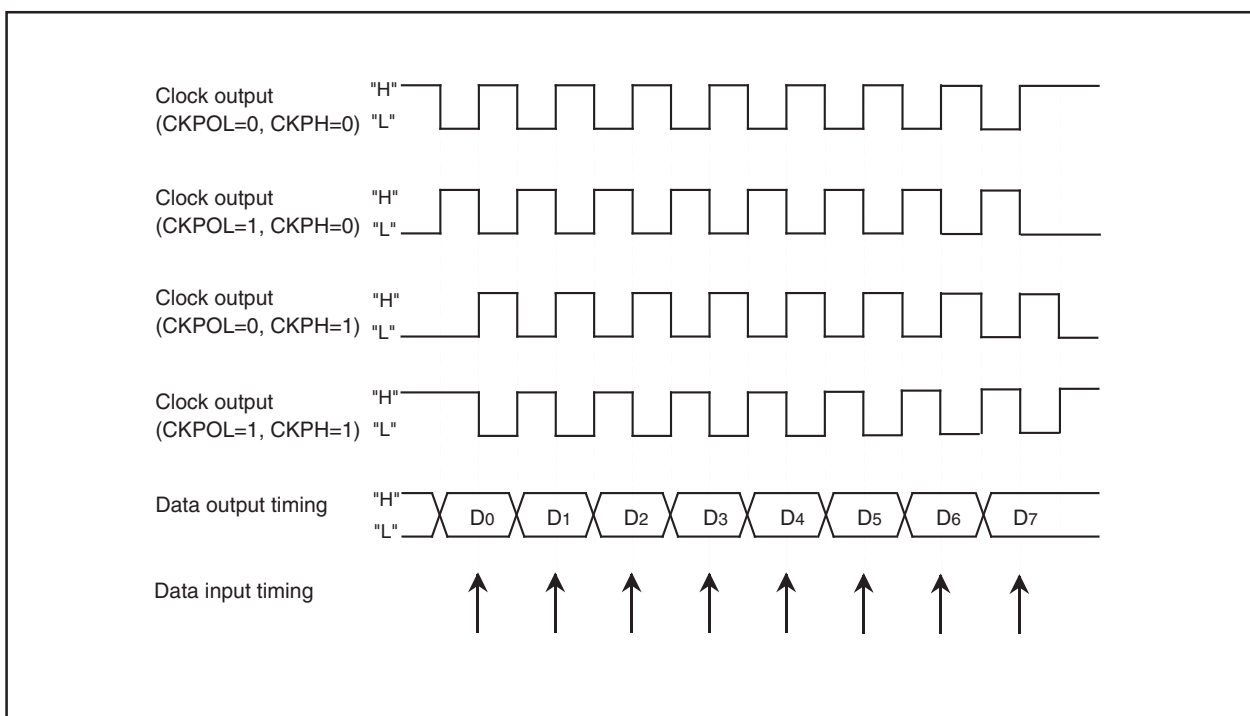 Clock output "H"
(CKPOL=0, CKPH=0) "L"
Clock output "H"
(CKPOL=1, CKPH=0) "L"
Clock output "H"
(CKPOL=0, CKPH=1) "L"
Clock output "H"
(CKPOL=1, CKPH=1) "L"
Data output timing "H" D0 D1 D2 D3 D4 D5 D6 D7
"L"
Data input timing